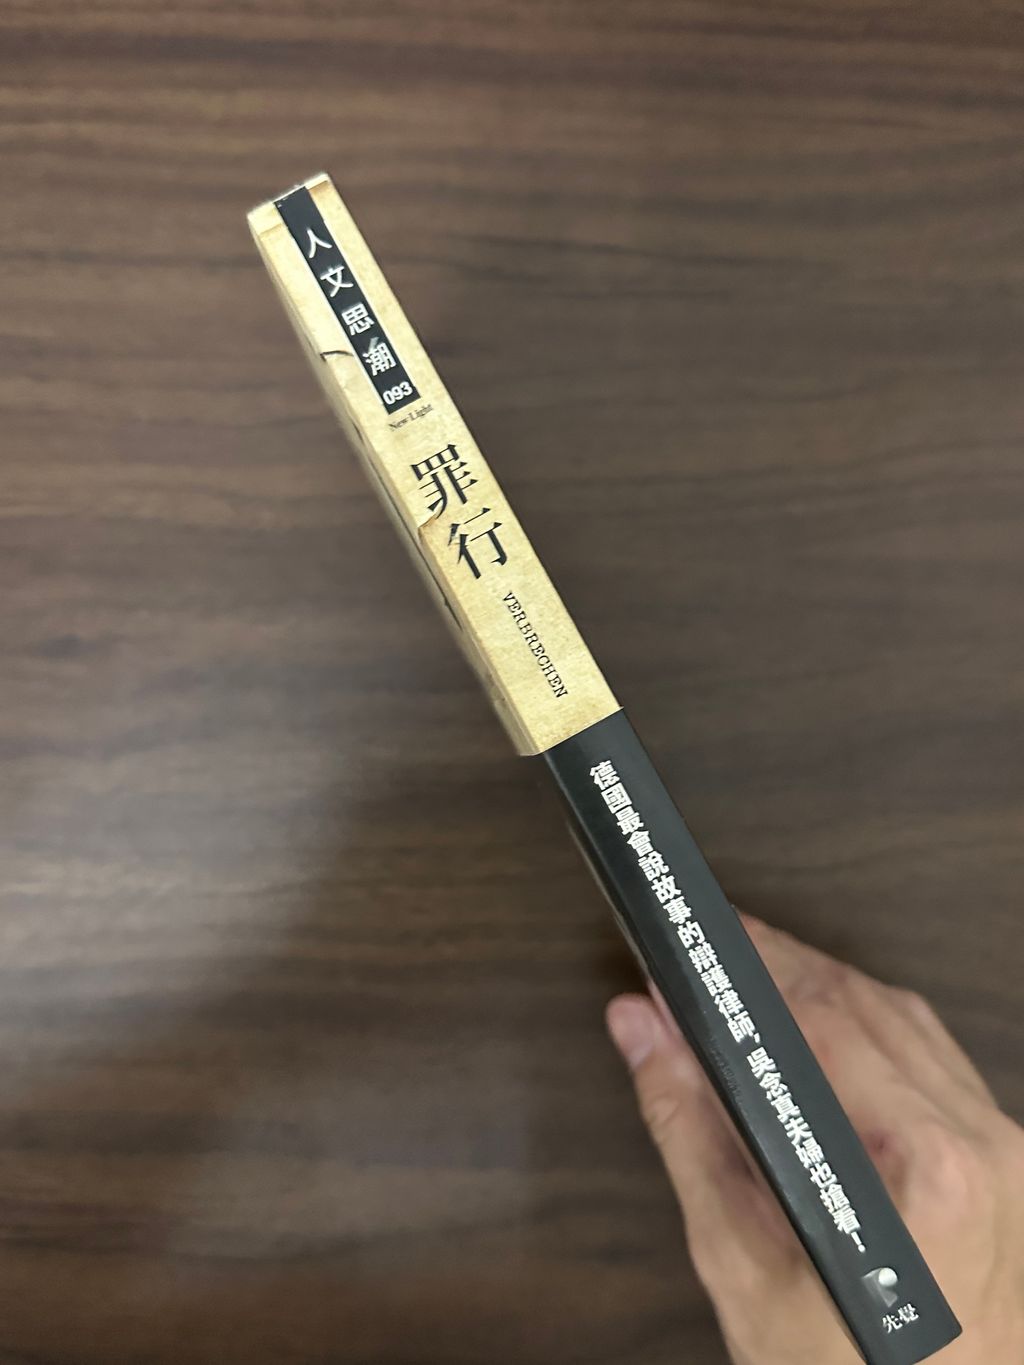 人文思潮
093
New Light
罪行
VERBRECHEN
德國最會說故事的辯護律師，吳念真夫婦也搶看！
先覺